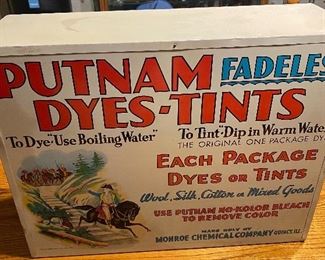 PUTNAM FADELES
DYES-TINTS
To Dye-"Use Boiling Water" To Tint-"Dip in Warm Wate
THE ORIGINAL ONE PACKAGE DY
EACH PACKAGE
DYES OR TINTS
Wool, Silk, Cotton or Mixed Goods
USE PUTNAM NO-KOLOR BLEACH
TO REMOVE COLOR
MADE ONLY BY
MONROE CHEMICAL COMPANY QUINCY, ILL.